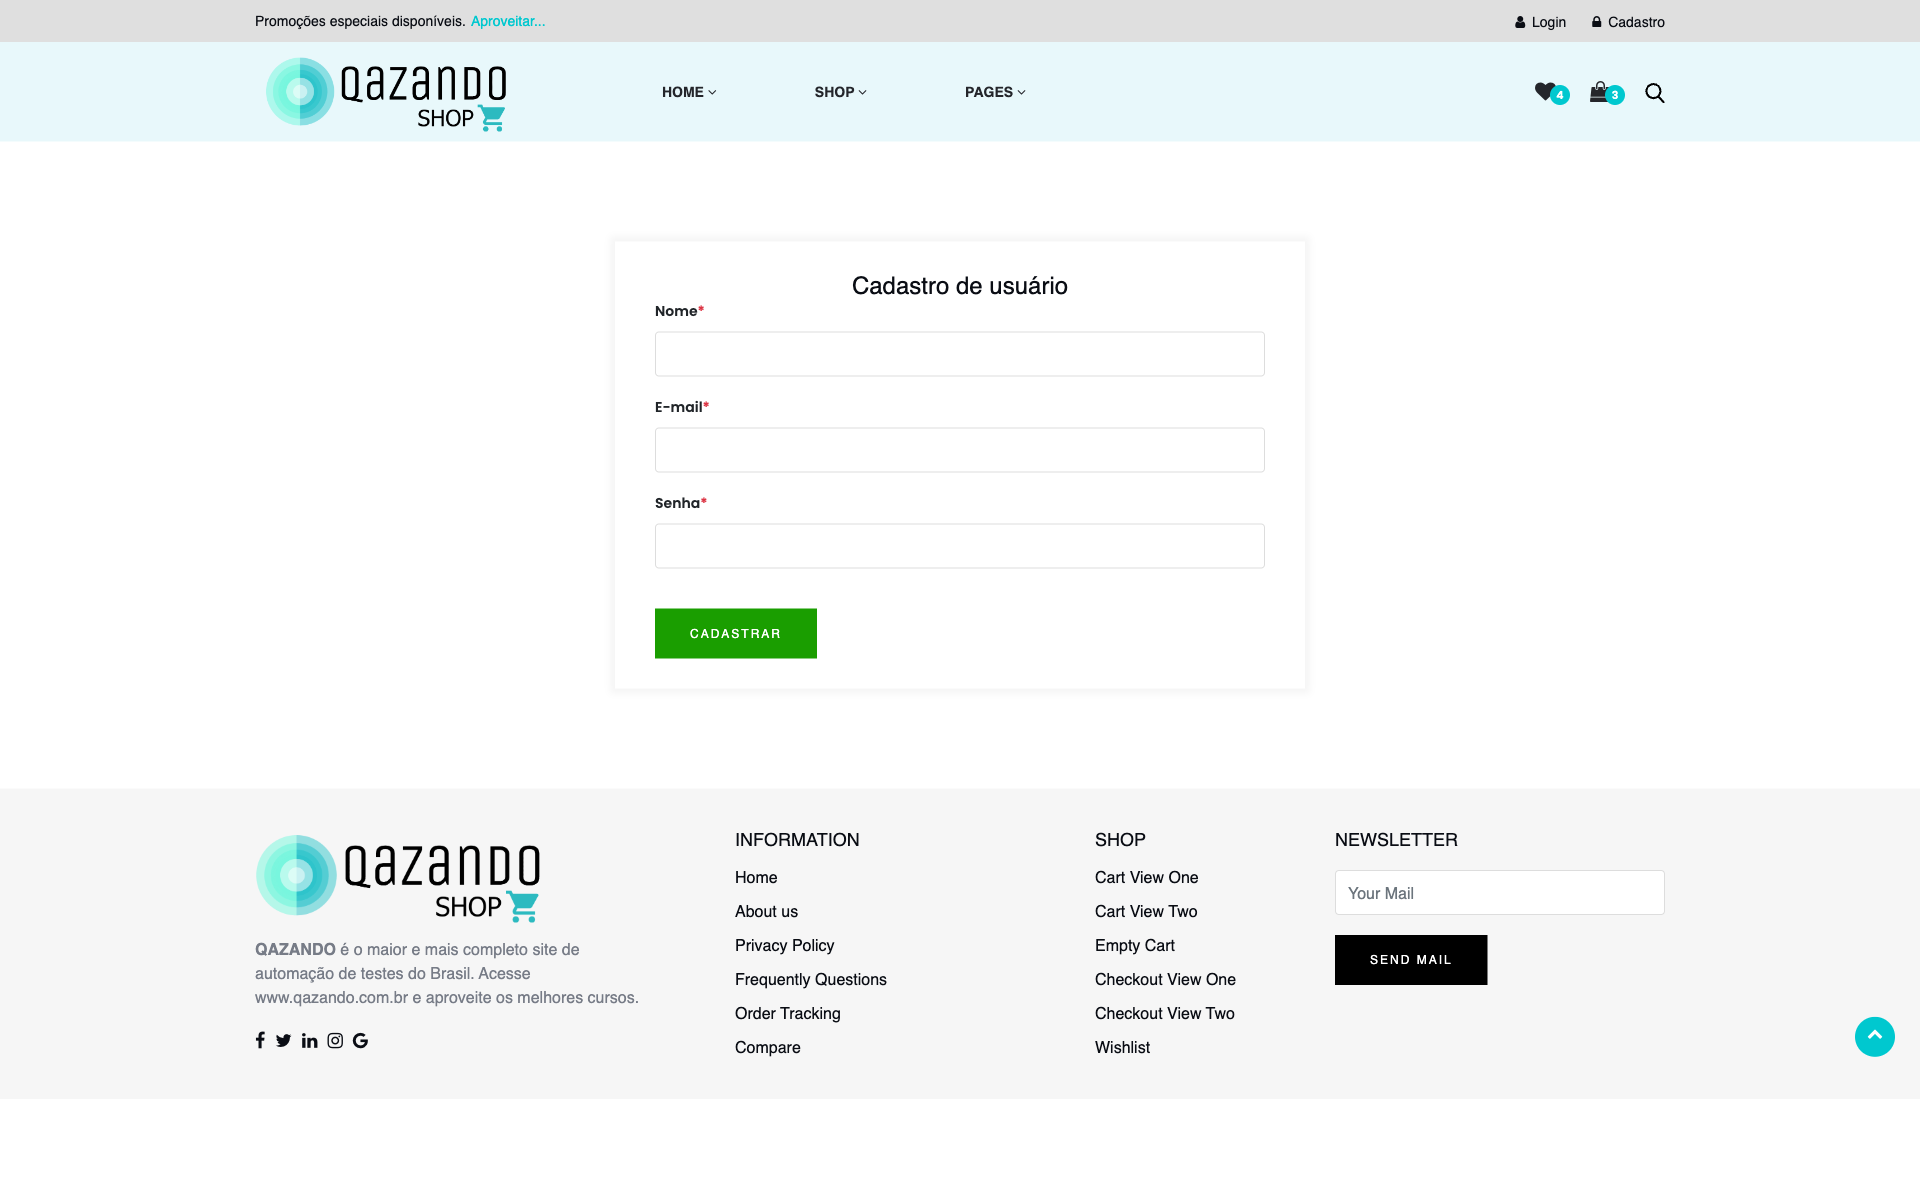 Promoções especiais disponíveis. Aproveitar...
Login
Cadastro
QAZANDO
SHOP
HOME
SHOP
PAGES
4
3
Cadastro de usuário
Nome*
E-mail*
Senha*
CADASTRAR
QAZANDO
SHOP
QAZANDO é o maior e mais completo site de
automação de testes do Brasil. Acesse
www.qazando.com.br e aproveite os melhores cursos.
INFORMATION
Home
About us
Privacy Policy
Frequently Questions
Order Tracking
Compare
SHOP
Cart View One
Cart View Two
Empty Cart
Checkout View One
Checkout View Two
Wishlist
NEWSLETTER
Your Mail
SEND MAIL